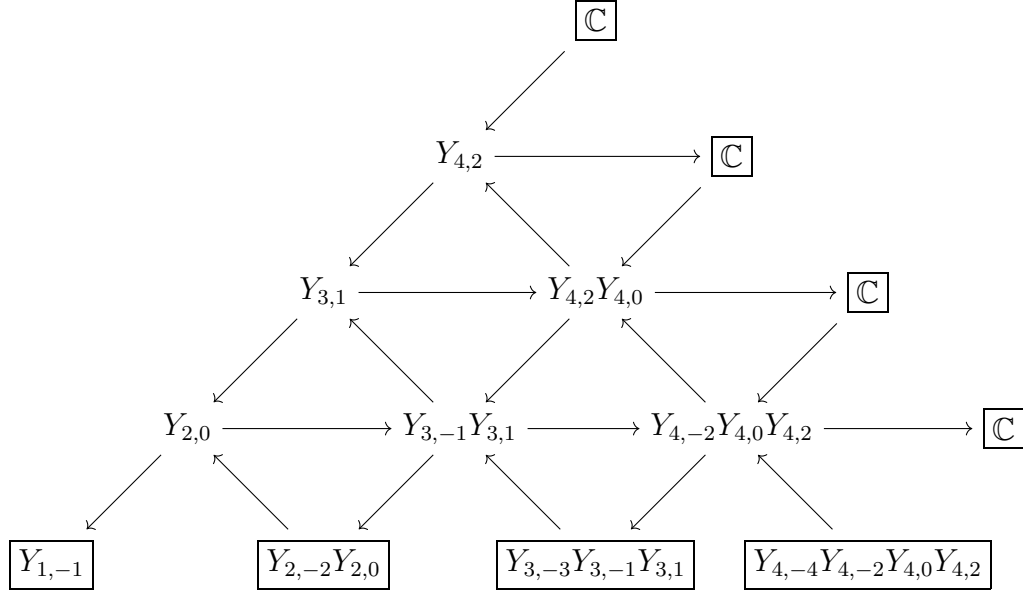 ℂ
Y_{4,2} ℂ
Y_{3,1} Y_{4,2}Y_{4,0} ℂ
Y_{2,0} Y_{3,-1}Y_{3,1} Y_{4,-2}Y_{4,0}Y_{4,2} ℂ
Y_{1,-1} Y_{2,-2}Y_{2,0} Y_{3,-3}Y_{3,-1}Y_{3,1} Y_{4,-4}Y_{4,-2}Y_{4,0}Y_{4,2}